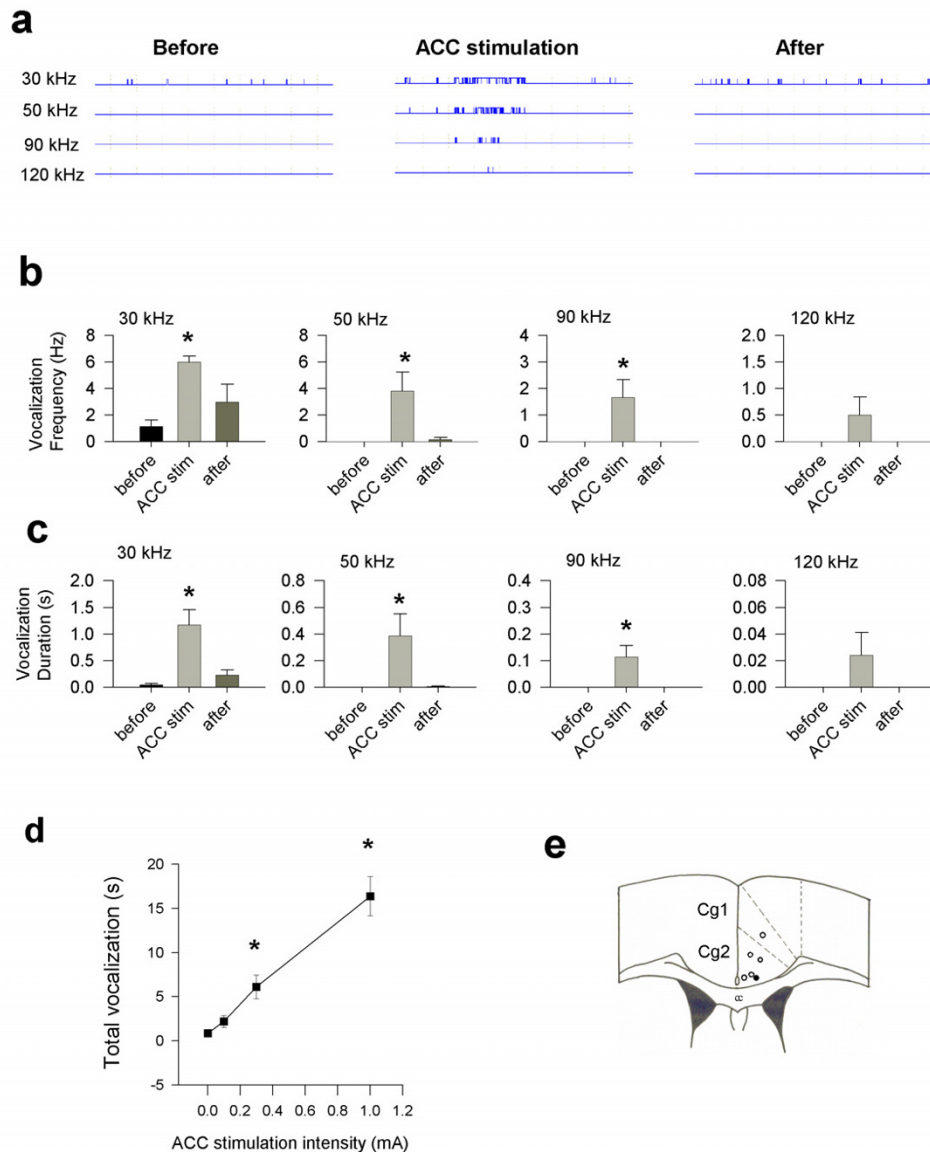 a
Before ACC stimulation After
30 kHz
50 kHz
90 kHz
120 kHz
b
30 kHz 50 kHz 90 kHz 120 kHz
Vocalization
Frequency (Hz)
8 8 4 2.0
6 * 6 * 3 * 1.5
4 4 2 1.0
2 2 1 0.5
0 0 0 0.0
before ACC stim after before ACC stim after before ACC stim after before ACC stim after
c
30 kHz 50 kHz 90 kHz 120 kHz
Vocalization
Duration (s)
2.0 0.8 0.4 0.08
1.5 * 0.6 * 0.3 * 0.06
1.0 0.4 0.2 0.04
0.5 0.2 0.1 0.02
0.0 0.0 0.0 0.00
before ACC stim after before ACC stim after before ACC stim after before ACC stim after
d
Total vocalization (s)
20
15
10
5
0
-5
* *
0.0 0.2 0.4 0.6 0.8 1.0 1.2
ACC stimulation intensity (mA)
e
Cg1
Cg2
cc